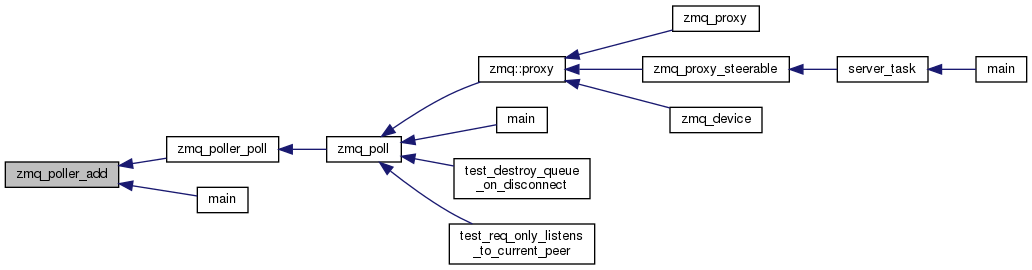 zmq_proxy
zmq::proxy
zmq_proxy_steerable
server_task
main
main
zmq_device
zmq_poller_poll
zmq_poll
zmq_poller_add
test_destroy_queue
_on_disconnect
main
test_req_only_listens
_to_current_peer